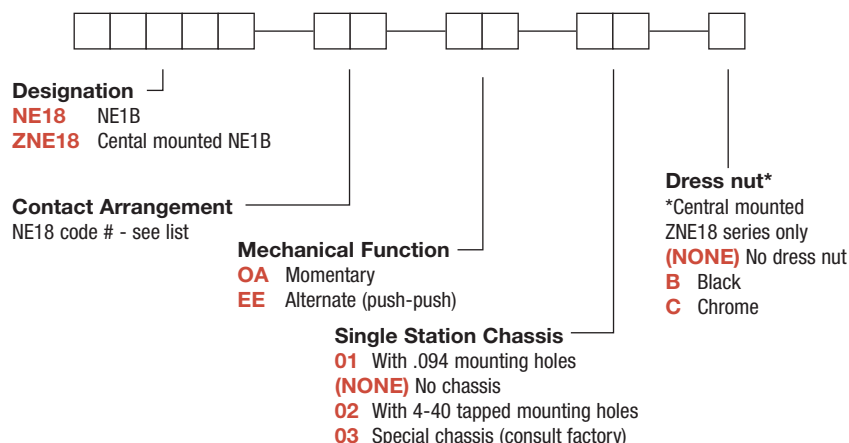 Designation
NE18 NE1B
ZNE18 Cental mounted NE1B
Contact Arrangement
NE18 code # - see list
Mechanical Function
OA Momentary
EE Alternate (push-push)
Single Station Chassis
01 With .094 mounting holes
(NONE) No chassis
02 With 4-40 tapped mounting holes
03 Special chassis (consult factory)
Dress nut*
*Central mounted
ZNE18 series only
(NONE) No dress nut
B Black
C Chrome